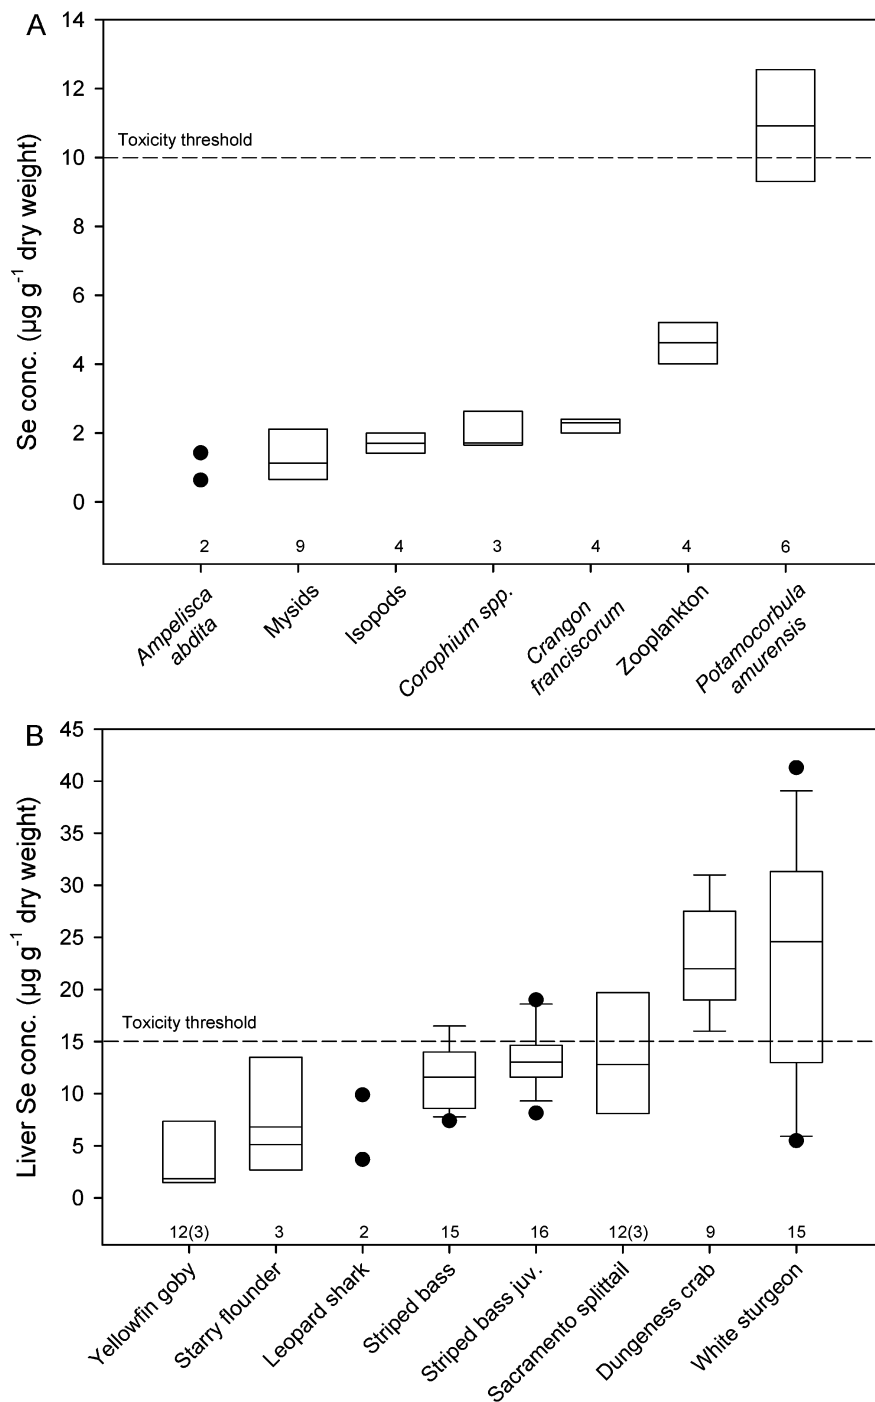 A
14
12
10
8
6
4
2
0
Se conc. (µg g⁻¹ dry weight)
Toxicity threshold
2 9 4 3 4 4 6
Ampelisca
abdita
Mysids
Isopods
Corophium spp.
Crangon
franciscorum
Zooplankton
Potamocorbula
amurensis
B
45
40
35
30
25
20
15
10
5
0
Liver Se conc. (µg g⁻¹ dry weight)
Toxicity threshold
12(3) 3 2 15 16 12(3) 9 15
Yellowfin goby
Starry flounder
Leopard shark
Striped bass
Striped bass juv.
Sacramento splittail
Dungeness crab
White sturgeon